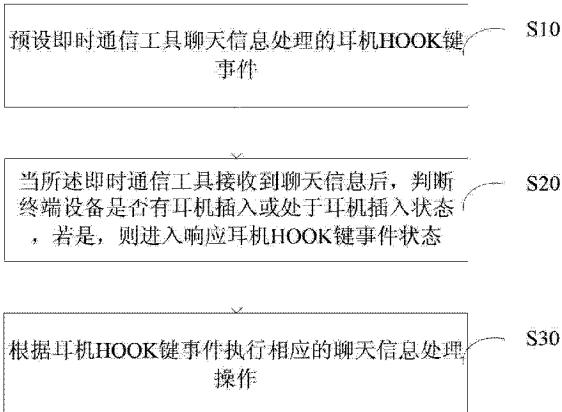 预设即时通信工具聊天信息处理的耳机HOOK键
事件
S10
当所述即时通信工具接收到聊天信息后，判断
终端设备是否有耳机插入或处于耳机插入状态
，若是，则进入响应耳机HOOK键事件状态
S20
根据耳机HOOK键事件执行相应的聊天信息处理
操作
S30